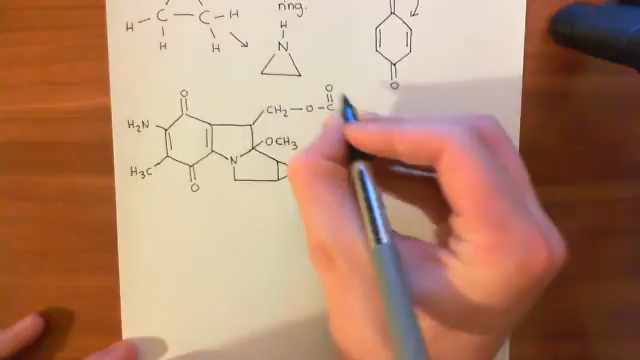 ring.
H C C H
H H
H
N
O
O
CH₂ — O — C
O
H₂N
OCH₃
N
H₃C
O